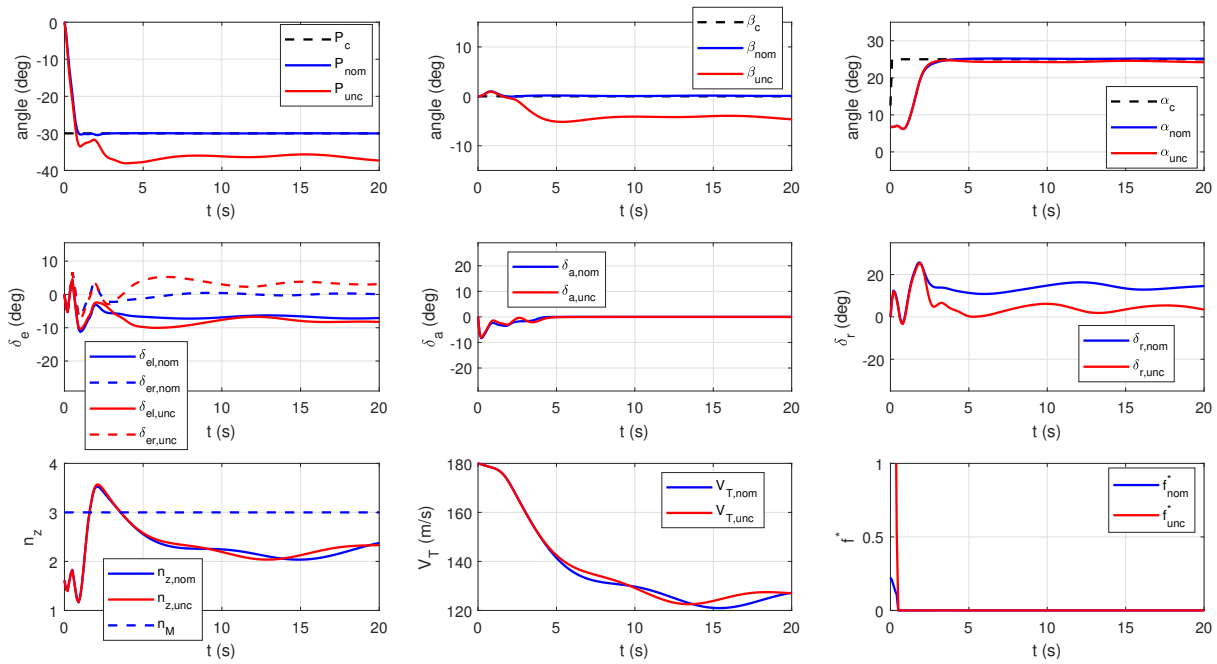 0
-10
-20
-30
-40
angle (deg)
P_c
P_nom
P_unc
0 5 10 15 20
t (s)
10
0
-10
angle (deg)
β_c
β_nom
β_unc
0 5 10 15 20
t (s)
30
20
10
0
angle (deg)
α_c
α_nom
α_unc
0 5 10 15 20
t (s)
10
0
-10
-20
δ_e (deg)
δ_el,nom
δ_er,nom
δ_el,unc
δ_er,unc
0 5 10 15 20
t (s)
20
10
0
-10
-20
δ_a (deg)
δ_a,nom
δ_a,unc
0 5 10 15 20
t (s)
20
0
-20
δ_r (deg)
δ_r,nom
δ_r,unc
0 5 10 15 20
t (s)
4
3
2
1
n_z
n_z,nom
n_z,unc
n_M
0 5 10 15 20
t (s)
180
160
140
120
V_T (m/s)
V_T,nom
V_T,unc
0 5 10 15 20
t (s)
1
0.5
0
f^*
f^*_nom
f^*_unc
0 5 10 15 20
t (s)